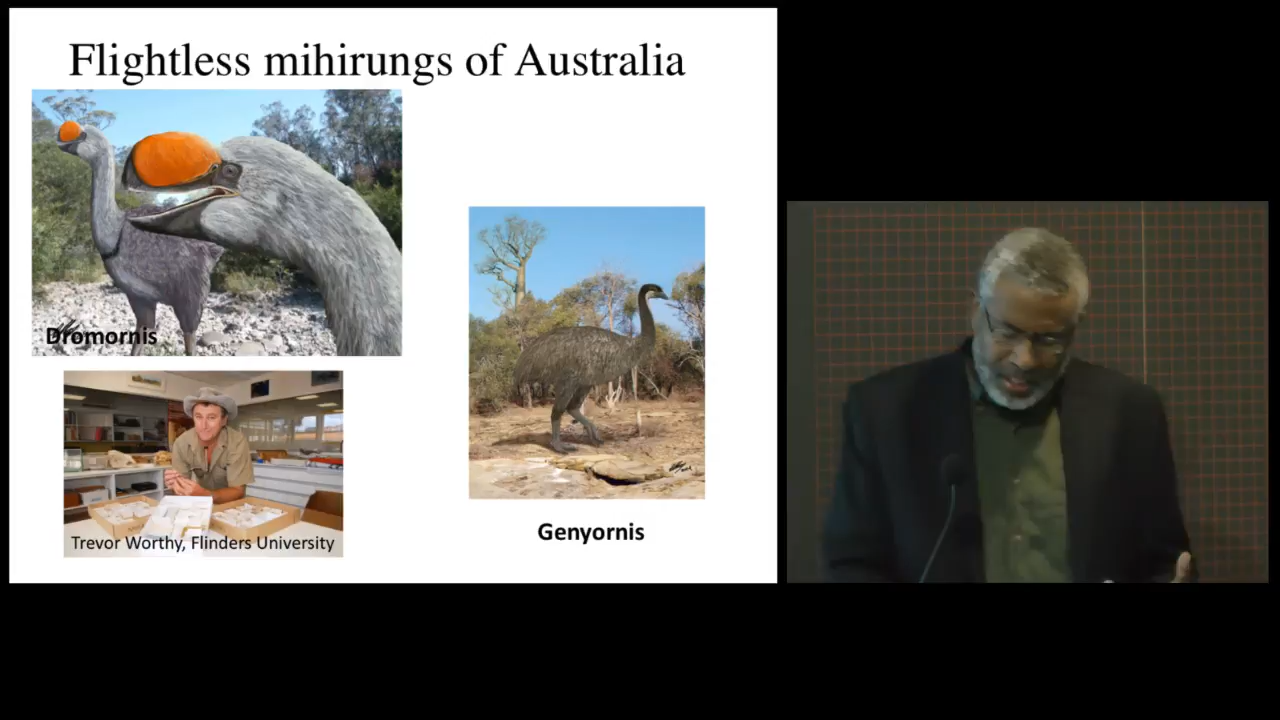 Flightless mihirungs of Australia
Dromornis
Trevor Worthy, Flinders University
Genyornis